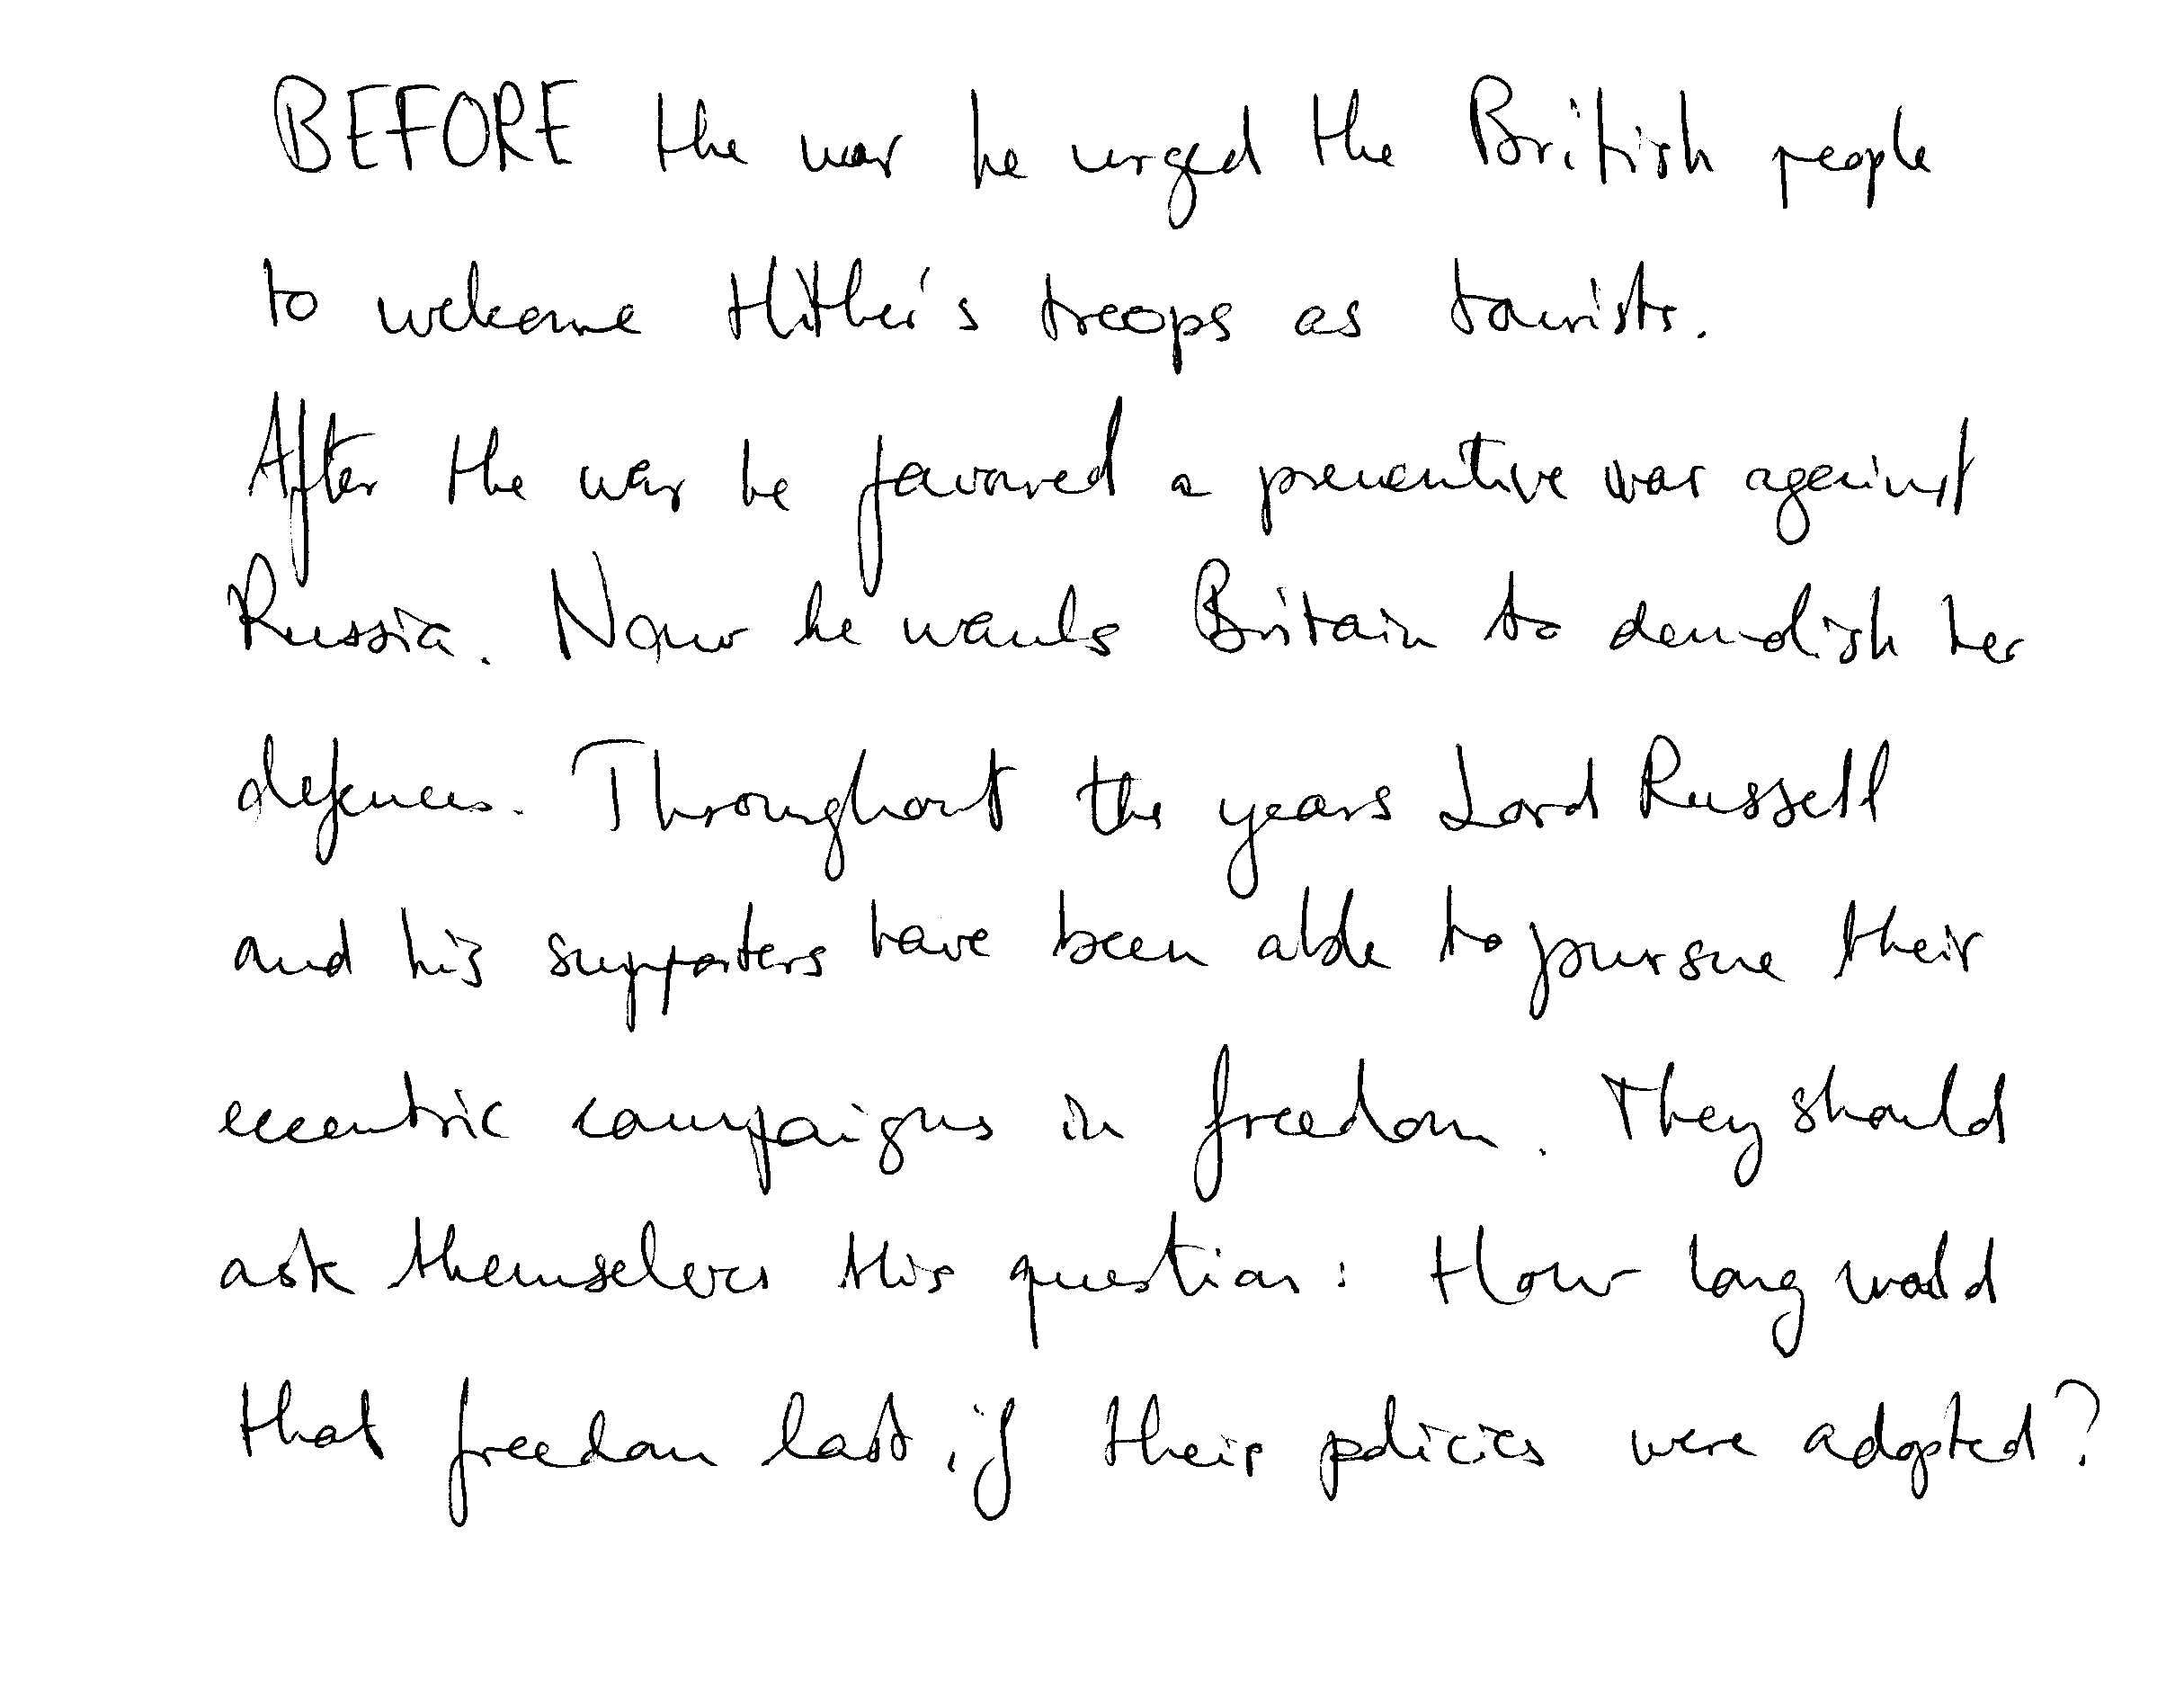 BEFORE the war he urged the British people
to welcome Hitler's troops as tourists.
After the war he favoured a preventive war against
Russia. Now he wants Britain to demolish her
defences. Throughout the years Lord Russell
and his supporters have been able to pursue their
eccentric campaigns in freedom. They should
ask themselves this question: How long would
that freedom last if their policies were adopted?